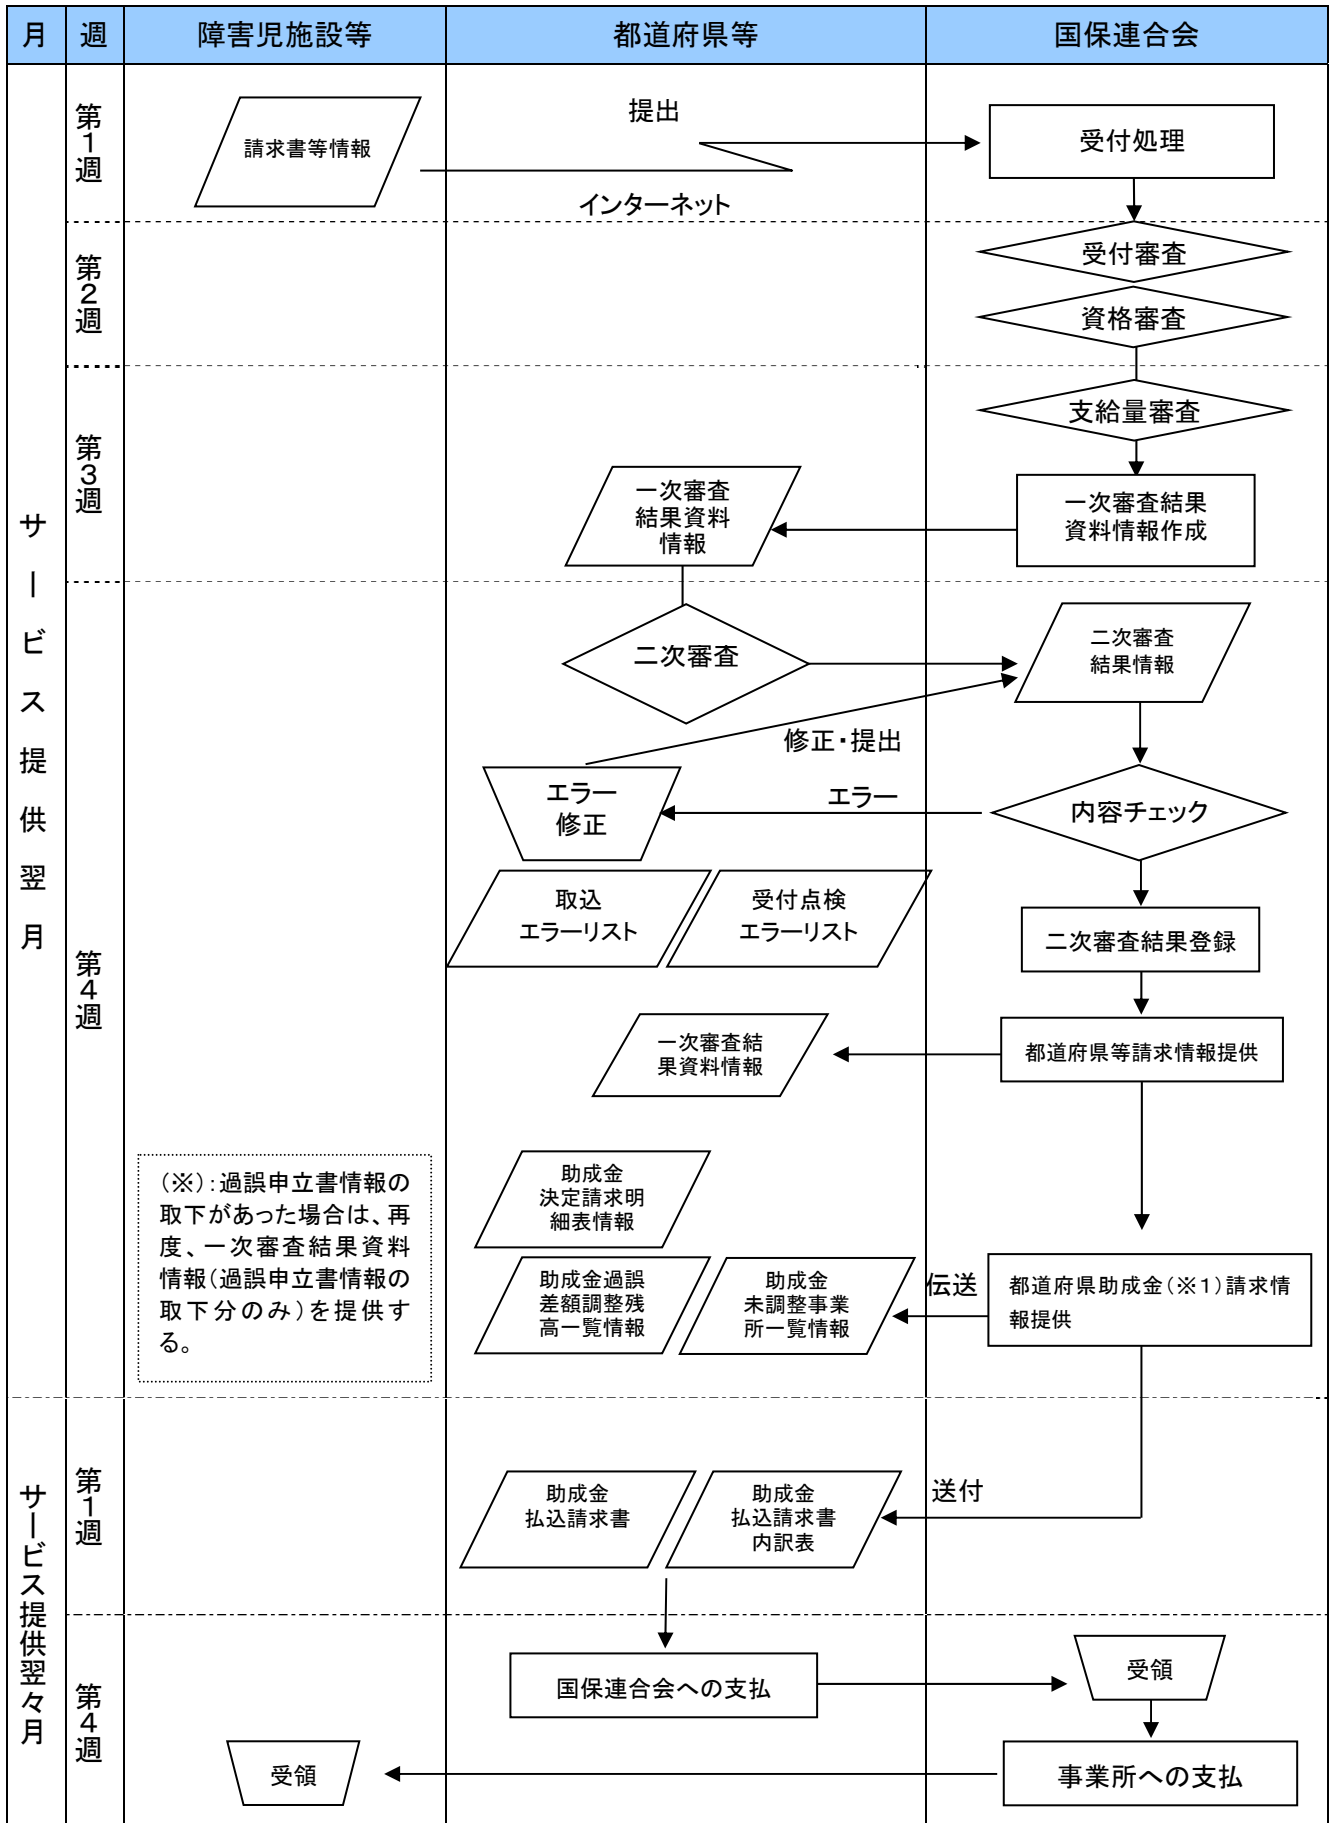 月 週 障害児施設等 都道府県等 国保連合会
サービス提供翌月
第1週
請求書等情報
提出
インターネット
受付処理
第2週
受付審査
資格審査
第3週
支給量審査
一次審査
結果資料
情報
一次審査結果
資料情報作成
第4週
二次審査
二次審査
結果情報
修正・提出
エラー
修正
エラー
内容チェック
取込
エラーリスト
受付点検
エラーリスト
二次審査結果登録
一次審査結
果資料情報
都道府県等請求情報提供
(※):過誤申立書情報の
取下があった場合は、再
度、一次審査結果資料
情報(過誤申立書情報の
取下分のみ)を提供す
る。
助成金
決定請求明
細表情報
助成金過誤
差額調整残
高一覧情報
助成金
未調整事業
所一覧情報
伝送
都道府県助成金(※1)請求情
報提供
サービス提供翌々月
第1週
助成金
払込請求書
助成金
払込請求書
内訳表
送付
第4週
国保連合会への支払
受領
受領
事業所への支払